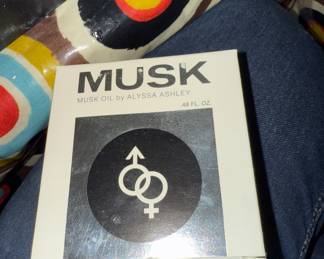 MUSK
MUSK OIL by ALYSSA ASHLEY
.48 FL. OZ.